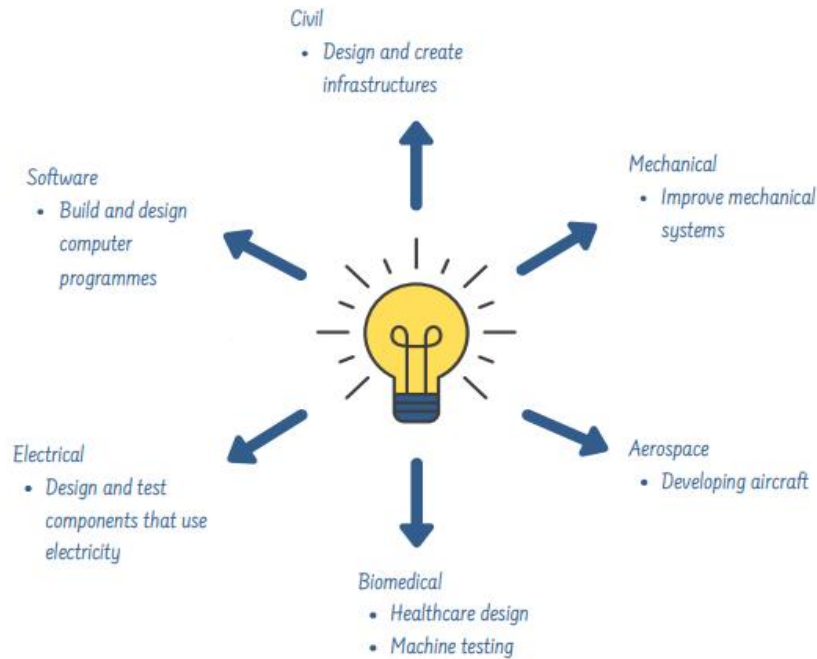 Civil
• Design and create
infrastructures
Mechanical
• Improve mechanical
systems
Aerospace
• Developing aircraft
Biomedical
• Healthcare design
• Machine testing
Electrical
• Design and test
components that use
electricity
Software
• Build and design
computer
programmes